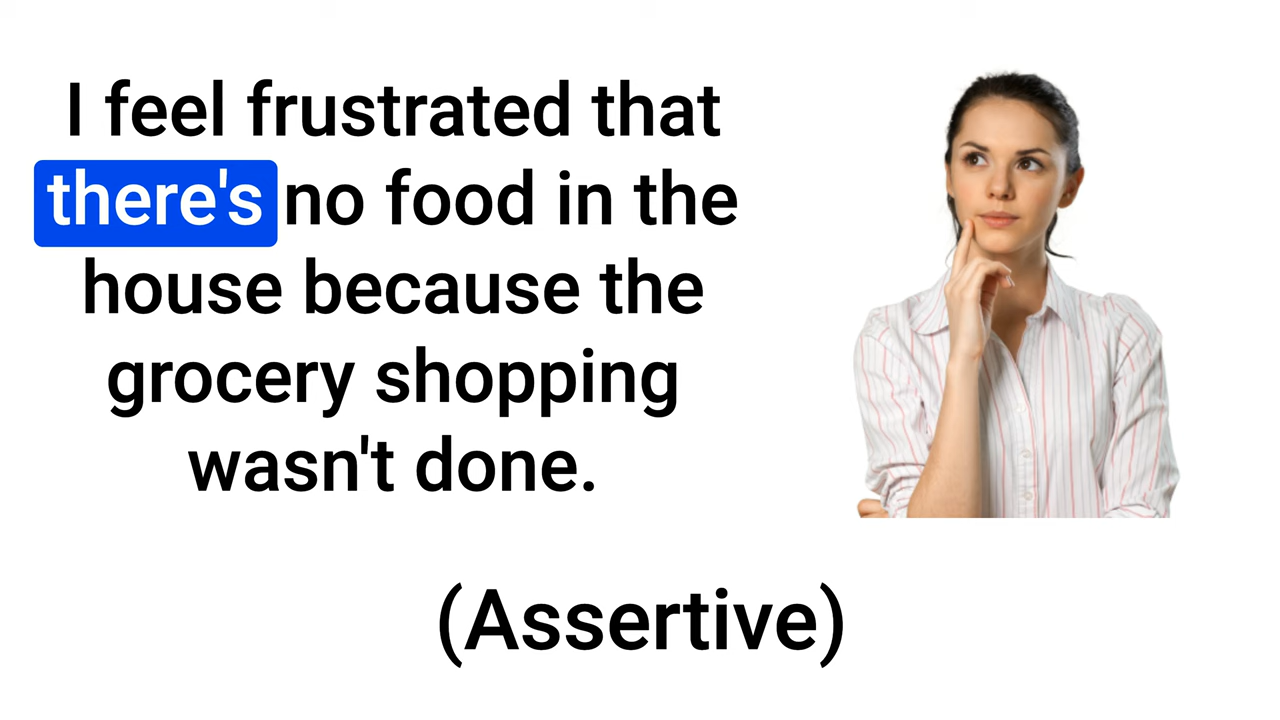 I feel frustrated that
there's no food in the
house because the
grocery shopping
wasn't done.
(Assertive)